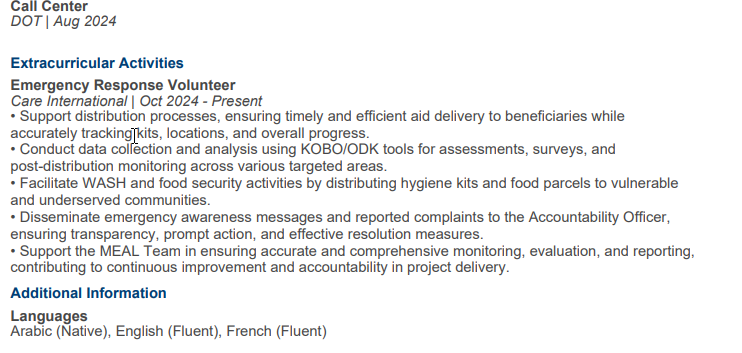 Call Center
DOT | Aug 2024
Extracurricular Activities
Emergency Response Volunteer
Care International | Oct 2024 - Present
• Support distribution processes, ensuring timely and efficient aid delivery to beneficiaries while
accurately tracking kits, locations, and overall progress.
• Conduct data collection and analysis using KOBO/ODK tools for assessments, surveys, and
post-distribution monitoring across various targeted areas.
• Facilitate WASH and food security activities by distributing hygiene kits and food parcels to vulnerable
and underserved communities.
• Disseminate emergency awareness messages and reported complaints to the Accountability Officer,
ensuring transparency, prompt action, and effective resolution measures.
• Support the MEAL Team in ensuring accurate and comprehensive monitoring, evaluation, and reporting,
contributing to continuous improvement and accountability in project delivery.
Additional Information
Languages
Arabic (Native), English (Fluent), French (Fluent)